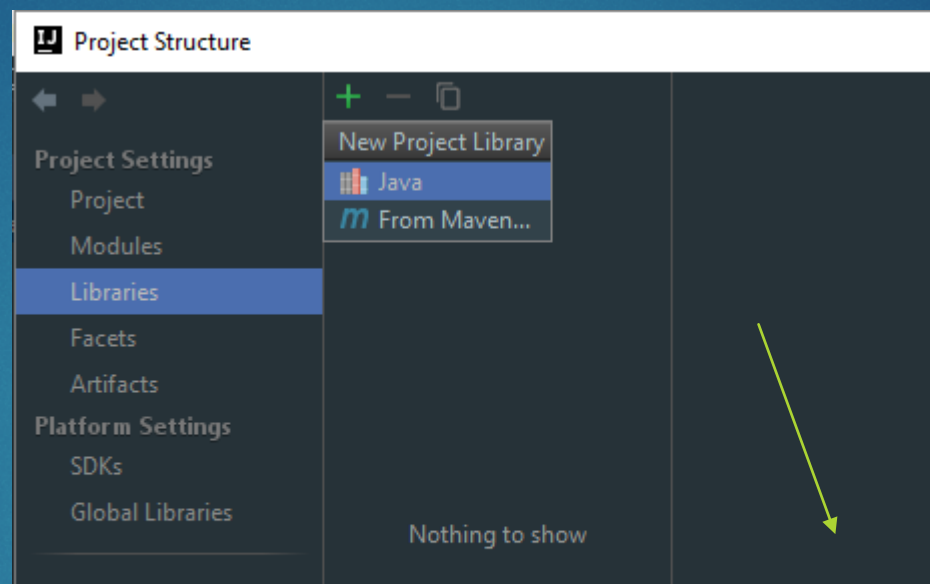 IJ Project Structure
Project Settings
Project
Modules
Libraries
Facets
Artifacts
Platform Settings
SDKs
Global Libraries
New Project Library
Java
m From Maven...
Nothing to show